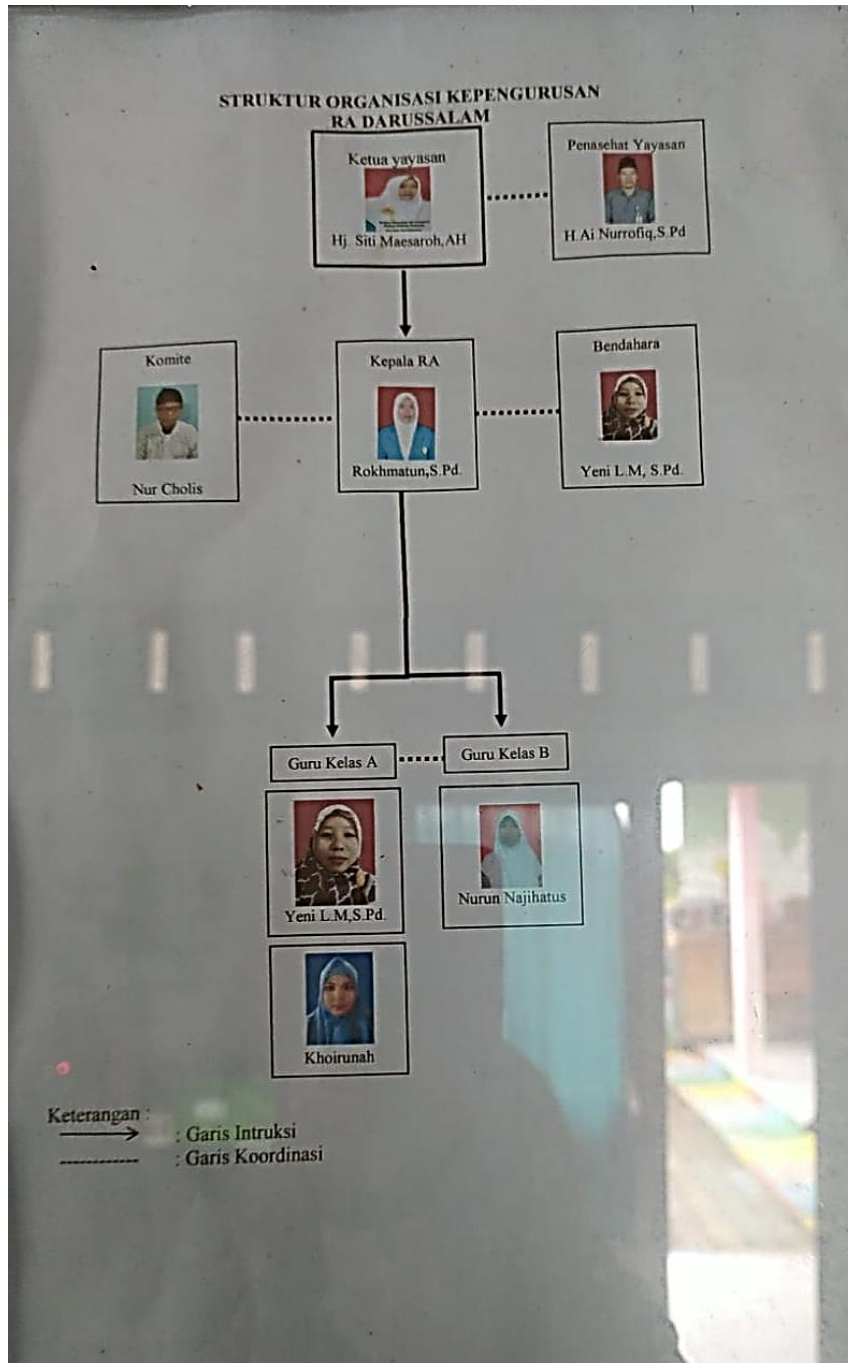 STRUKTUR ORGANISASI KEPENGURUSAN
RA DARUSSALAM
Ketua yayasan
Hj. Siti Maesaroh,AH
Penasehat Yayasan
H.Ai Nurrofiq,S.Pd
Komite
Nur Cholis
Kepala RA
Rokhmatun,S.Pd.
Bendahara
Yeni L.M, S.Pd.
Guru Kelas A
Guru Kelas B
Yeni L.M,S.Pd.
Nurun Najihatus
Khoirunah
Keterangan :
: Garis Intruksi
: Garis Koordinasi